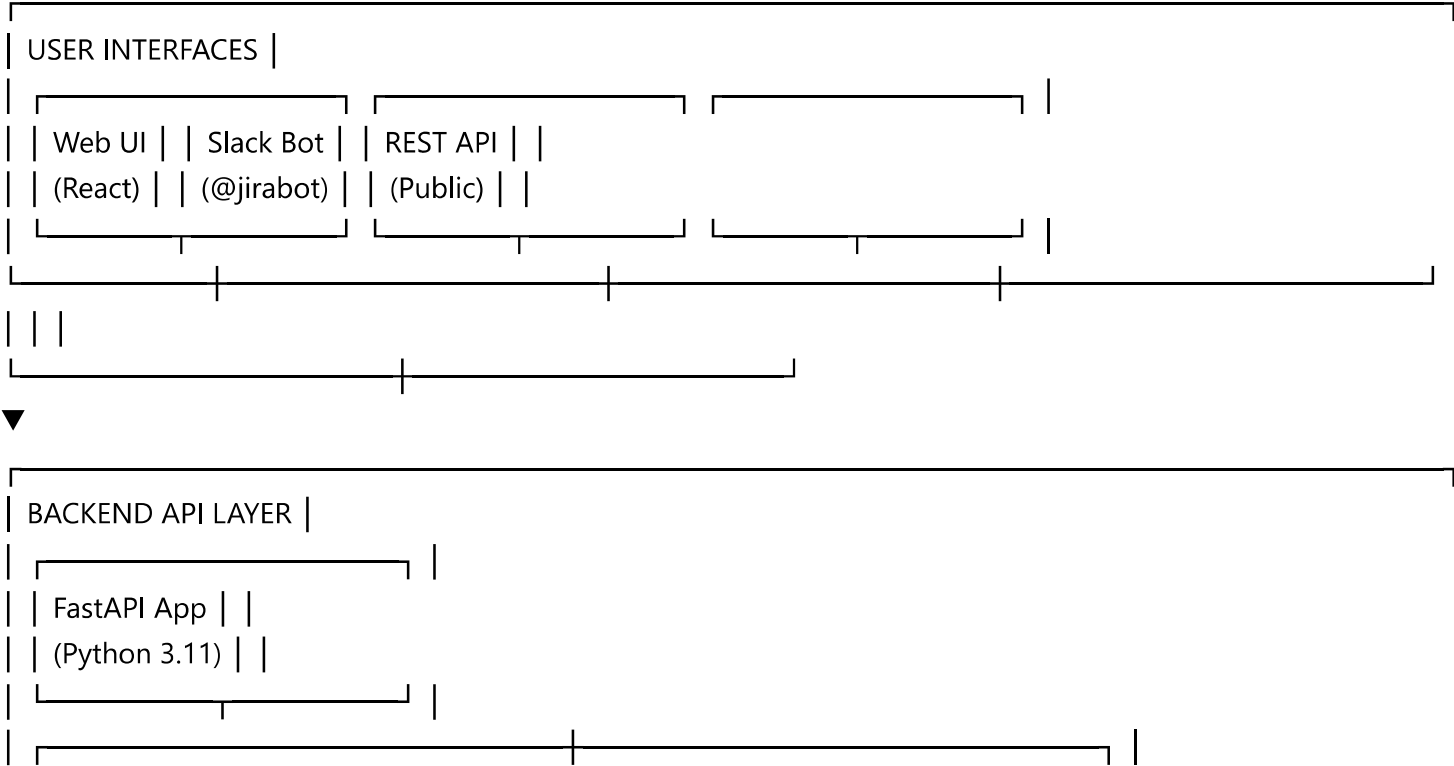 USER INTERFACES
Web UI | | Slack Bot | | REST API
(React) | | (@jirabot) | | (Public)
▼
BACKEND API LAYER
FastAPI App
(Python 3.11)